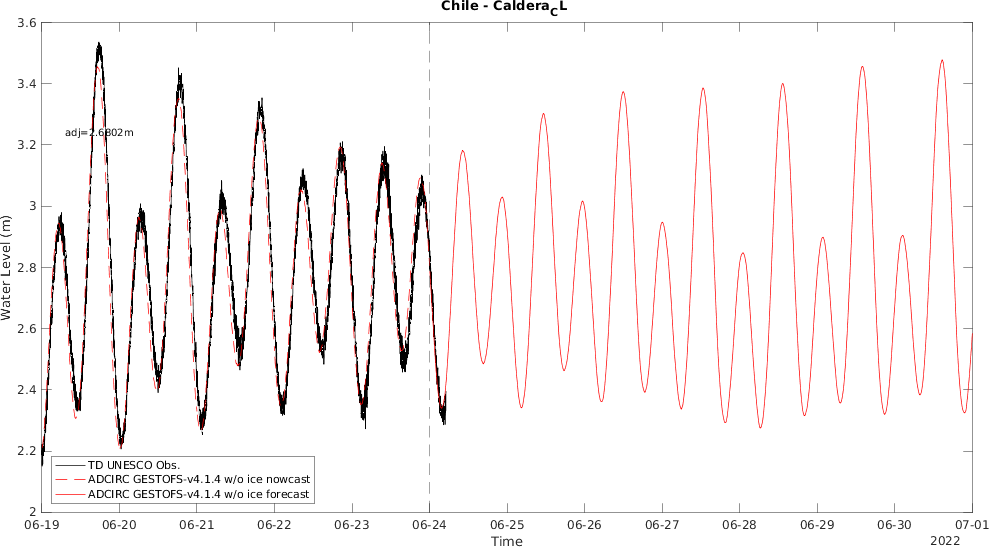 Chile - Caldera_CL
3.6
3.4
3.2
3
2.8
2.6
2.4
2.2
2
Water Level (m)
adj=2.6802m
TD UNESCO Obs.
ADCIRC GESTOFS-v4.1.4 w/o ice nowcast
ADCIRC GESTOFS-v4.1.4 w/o ice forecast
06-19 06-20 06-21 06-22 06-23 06-24 06-25 06-26 06-27 06-28 06-29 06-30 07-01
Time
2022